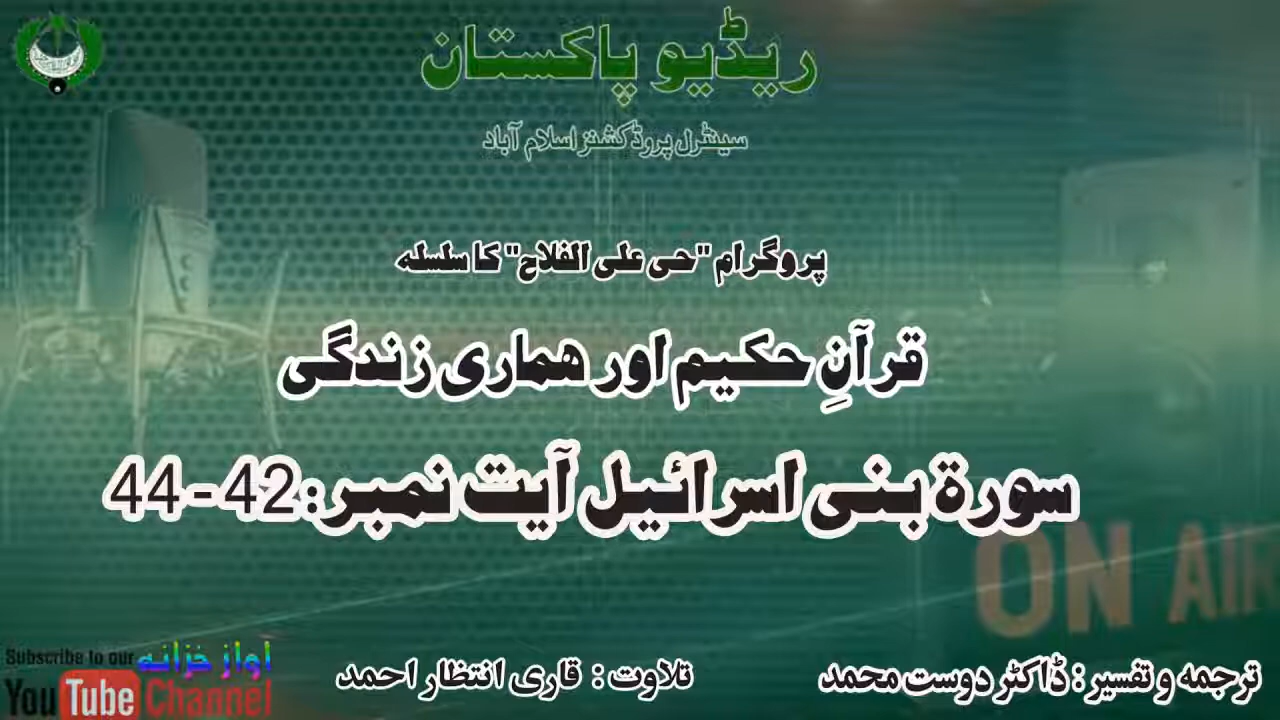 ریڈیو پاکستان
سینٹرل پروڈکشنز اسلام آباد
پروگرام "حی علی الفلاح" کا سلسلہ
قرآنِ حکیم اور ہماری زندگی
سورۃ بنی اسرائیل آیت نمبر: 42-44
ON AIR
ترجمہ و تفسیر: ڈاکٹر دوست محمد
تلاوت: قاری انتظار احمد
Subscribe to our آواز خزانہ
YouTube Channel